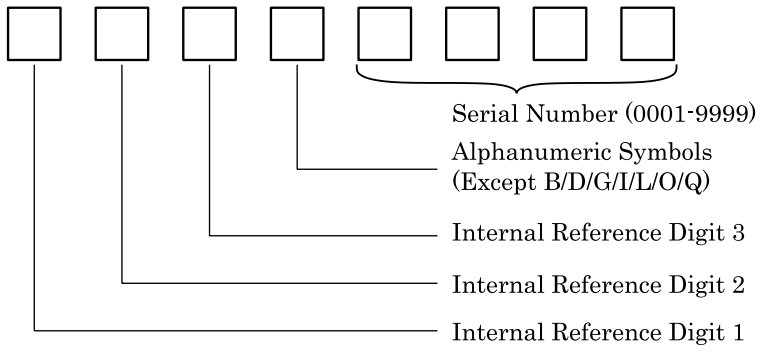 Serial Number (0001-9999)
Alphanumeric Symbols
(Except B/D/G/I/L/O/Q)
Internal Reference Digit 3
Internal Reference Digit 2
Internal Reference Digit 1